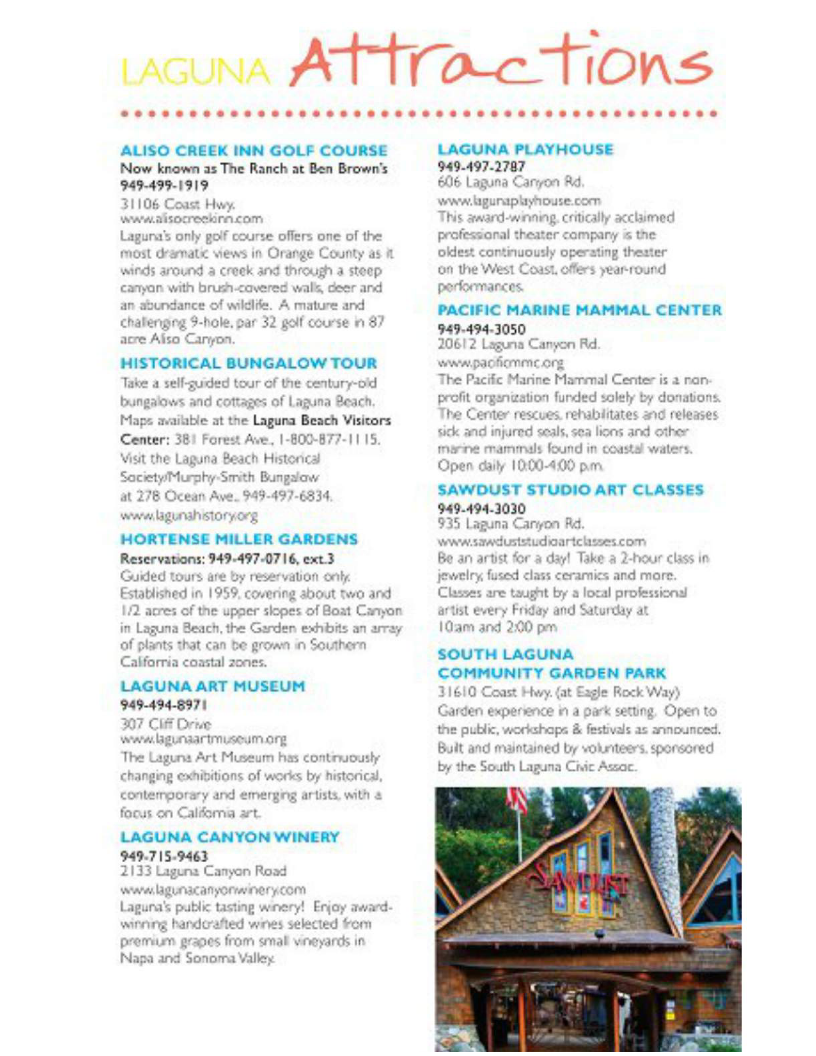 LAGUNA Attractions
ALISO CREEK INN GOLF COURSE
Now known as The Ranch at Ben Brown's
949-499-1919
31106 Coast Hwy.
www.alisocreekinn.com
Laguna's only golf course offers one of the
most dramatic views in Orange County as it
winds around a creek and through a steep
canyon with brush-covered walls, deer and
an abundance of wildlife. A mature and
challenging 9-hole, par 32 golf course in 87
acre Aliso Canyon.
HISTORICAL BUNGALOW TOUR
Take a self-guided tour of the century-old
bungalows and cottages of Laguna Beach.
Maps available at the Laguna Beach Visitors
Center: 381 Forest Ave., 1-800-877-1115.
Visit the Laguna Beach Historical
Society/Murphy-Smith Bungalow
at 278 Ocean Ave., 949-497-6834.
www.lagunahistory.org
HORTENSE MILLER GARDENS
Reservations: 949-497-0716, ext.3
Guided tours are by reservation only.
Established in 1959, covering about two and
1/2 acres of the upper slopes of Boat Canyon
in Laguna Beach, the Garden exhibits an array
of plants that can be grown in Southern
California coastal zones.
LAGUNA ART MUSEUM
949-494-8971
307 Cliff Drive
www.lagunaartmuseum.org
The Laguna Art Museum has continuously
changing exhibitions of works by historical,
contemporary and emerging artists, with a
focus on California art.
LAGUNA CANYON WINERY
949-715-9463
2133 Laguna Canyon Road
www.lagunacanyonwinery.com
Laguna's public tasting winery! Enjoy award-
winning handcrafted wines selected from
premium grapes from small vineyards in
Napa and Sonoma Valley.
LAGUNA PLAYHOUSE
949-497-2787
606 Laguna Canyon Rd.
www.lagunaplayhouse.com
This award-winning, critically acclaimed
professional theater company is the
oldest continuously operating theater
on the West Coast, offers year-round
performances.
PACIFIC MARINE MAMMAL CENTER
949-494-3050
20612 Laguna Canyon Rd.
www.pacificmmc.org
The Pacific Marine Mammal Center is a non-
profit organization funded solely by donations.
The Center rescues, rehabilitates and releases
sick and injured seals, sea lions and other
marine mammals found in coastal waters.
Open daily 10:00-4:00 p.m.
SAWDUST STUDIO ART CLASSES
949-494-3030
935 Laguna Canyon Rd.
www.sawduststudioartclasses.com
Be an artist for a day! Take a 2-hour class in
jewelry, fused class ceramics and more.
Classes are taught by a local professional
artist every Friday and Saturday at
10:am and 2:00 pm
SOUTH LAGUNA
COMMUNITY GARDEN PARK
31610 Coast Hwy. (at Eagle Rock Way)
Garden experience in a park setting. Open to
the public, workshops & festivals as announced.
Built and maintained by volunteers, sponsored
by the South Laguna Civic Assoc.
SAWDUST